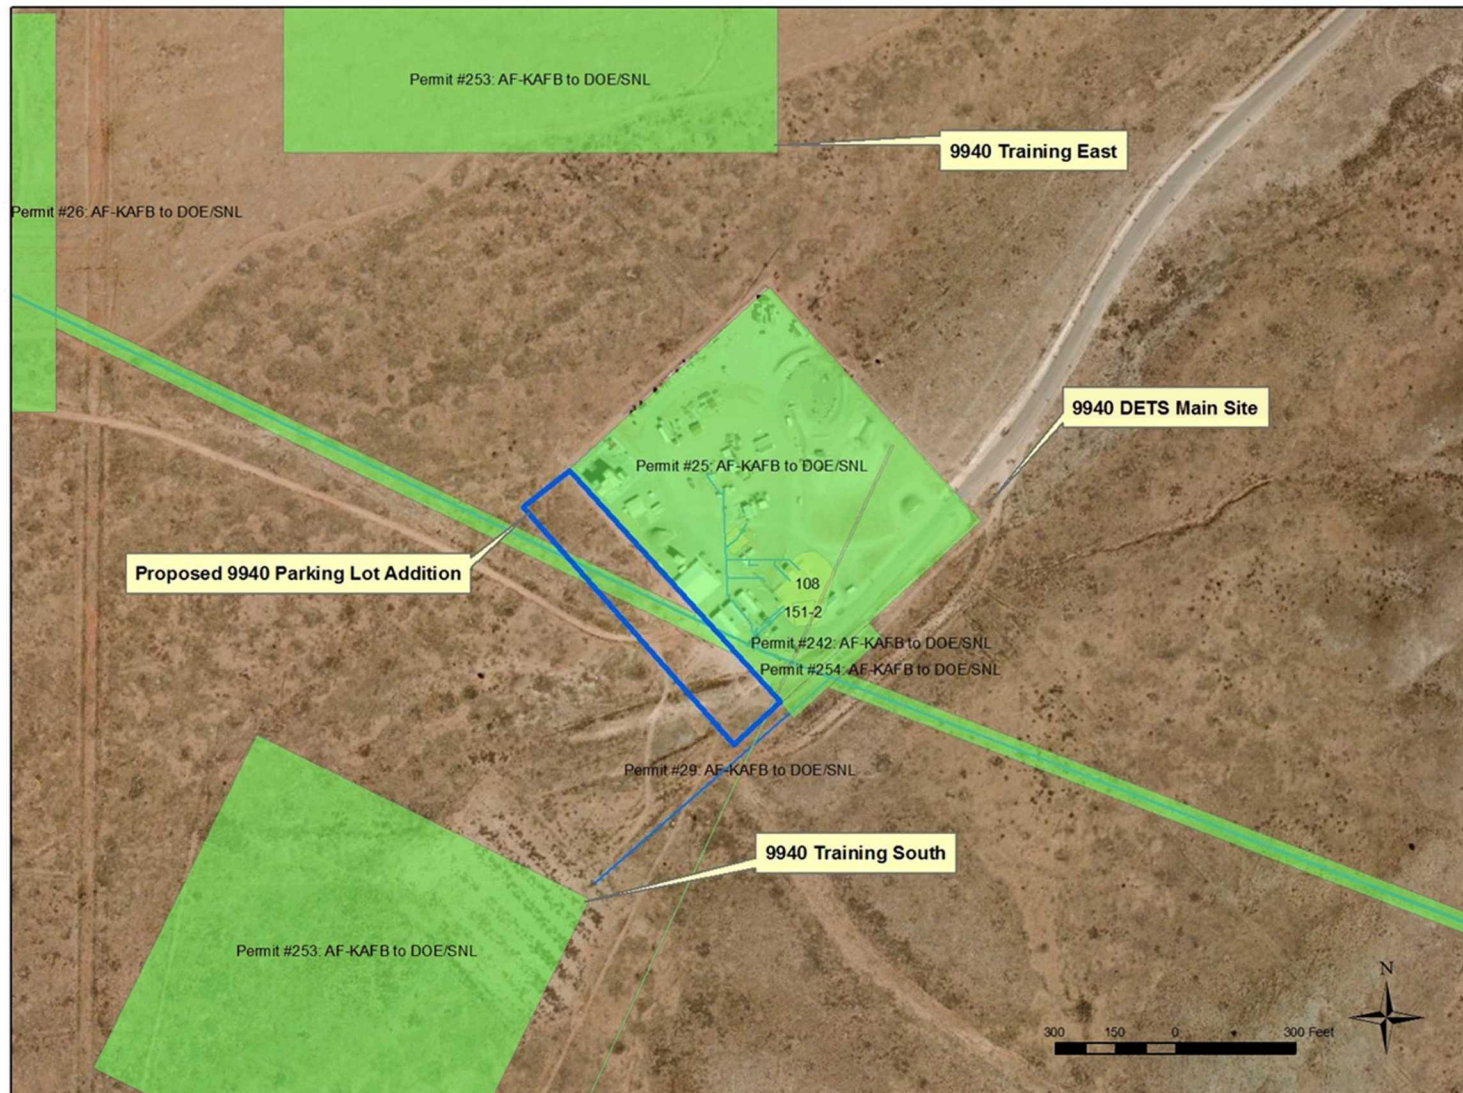 Permit #253: AF-KAFB to DOE/SNL
9940 Training East
Permit #26: AF-KAFB to DOE/SNL
9940 DETS Main Site
Permit #25: AF-KAFB to DOE/SNL
Proposed 9940 Parking Lot Addition
108
151-2
Permit #242: AF-KAFB to DOE/SNL
Permit #254: AF-KAFB to DOE/SNL
Permit #29: AF-KAFB to DOE/SNL
9940 Training South
Permit #253: AF-KAFB to DOE/SNL
N
300 150 0 300 Feet